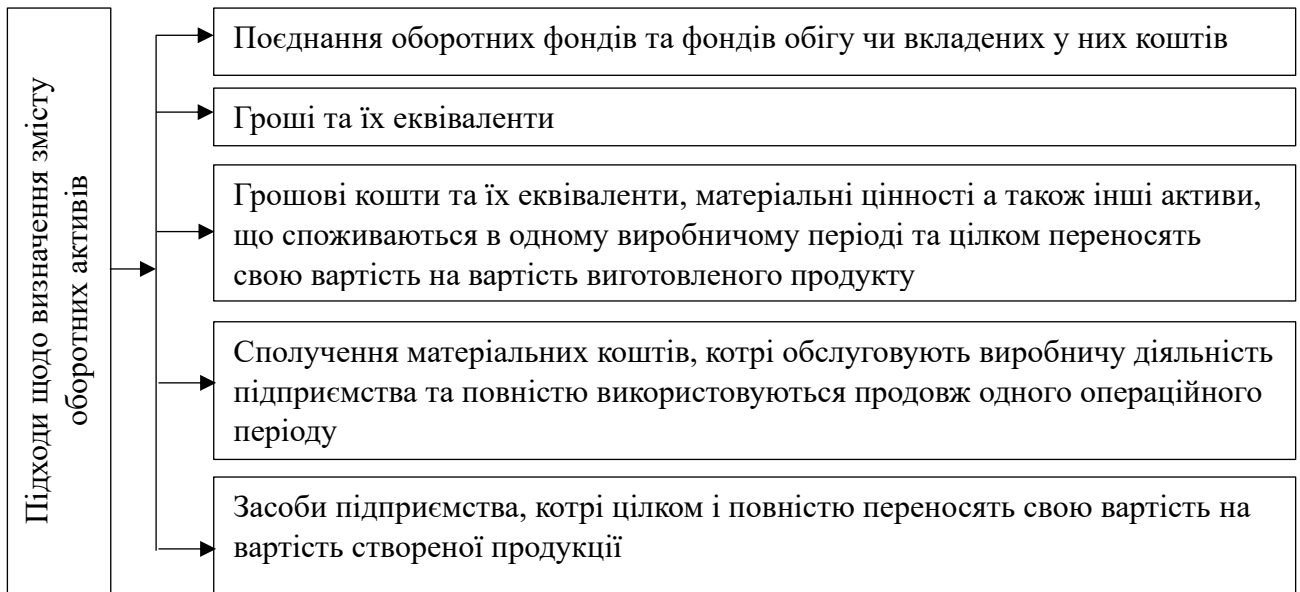 Підходи щодо визначення змісту
оборотних активів
Поєднання оборотних фондів та фондів обігу чи вкладених у них коштів
Гроші та їх еквіваленти
Грошові кошти та їх еквіваленти, матеріальні цінності а також інші активи,
що споживаються в одному виробничому періоді та цілком переносять
свою вартість на вартість виготовленого продукту
Сполучення матеріальних коштів, котрі обслуговують виробничу діяльність
підприємства та повністю використовуються продовж одного операційного
періоду
Засоби підприємства, котрі цілком і повністю переносять свою вартість на
вартість створеної продукції